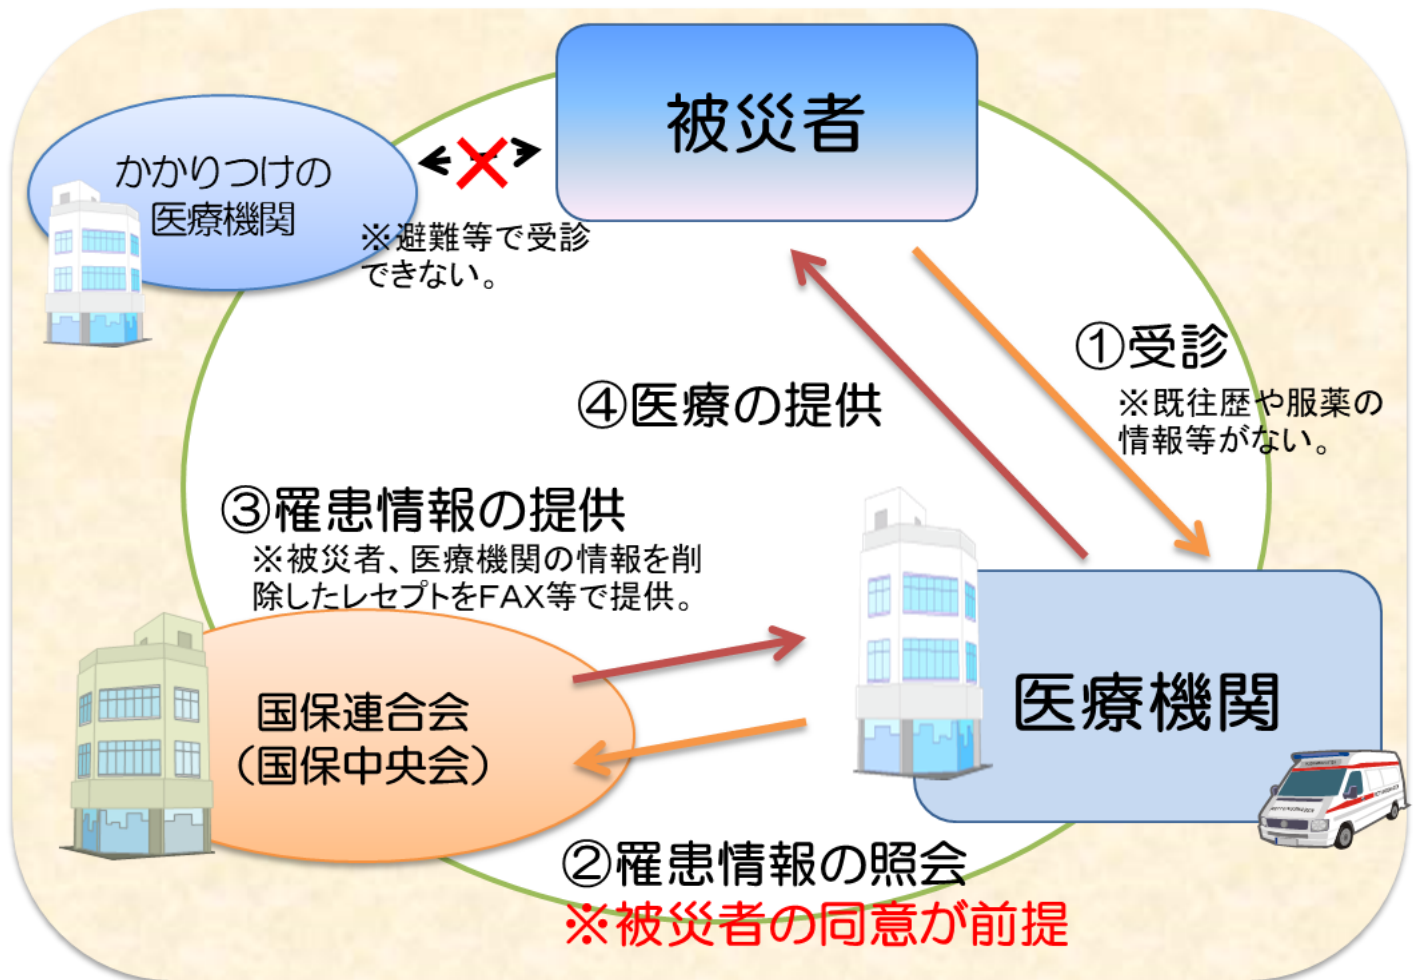 被災者
かかりつけの
医療機関
※避難等で受診
できない。
①受診
※既往歴や服薬の
情報等がない。
④医療の提供
③罹患情報の提供
※被災者、医療機関の情報を削
除したレセプトをFAX等で提供。
国保連合会
（国保中央会）
医療機関
②罹患情報の照会
※被災者の同意が前提